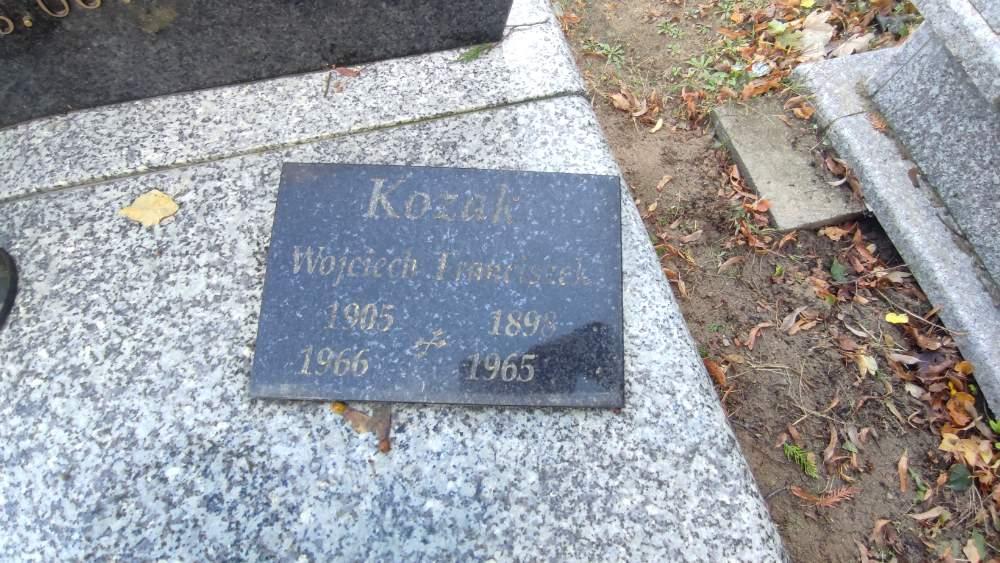 Kozak
Wojciech Franciszek
1905 1898
1966 1965